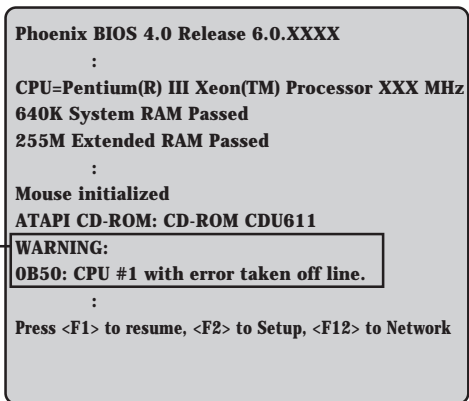 Phoenix BIOS 4.0 Release 6.0.XXXX
:
CPU=Pentium(R) III Xeon(TM) Processor XXX MHz
640K System RAM Passed
255M Extended RAM Passed
:
Mouse initialized
ATAPI CD-ROM: CD-ROM CDU611
WARNING:
0B50: CPU #1 with error taken off line.
:
Press <F1> to resume, <F2> to Setup, <F12> to Network